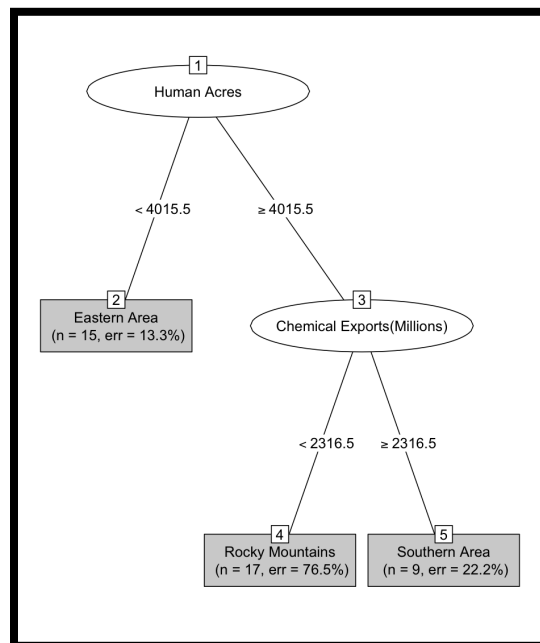 1
Human Acres
< 4015.5
≥ 4015.5
2
Eastern Area
(n = 15, err = 13.3%)
3
Chemical Exports(Millions)
< 2316.5
≥ 2316.5
4
Rocky Mountains
(n = 17, err = 76.5%)
5
Southern Area
(n = 9, err = 22.2%)